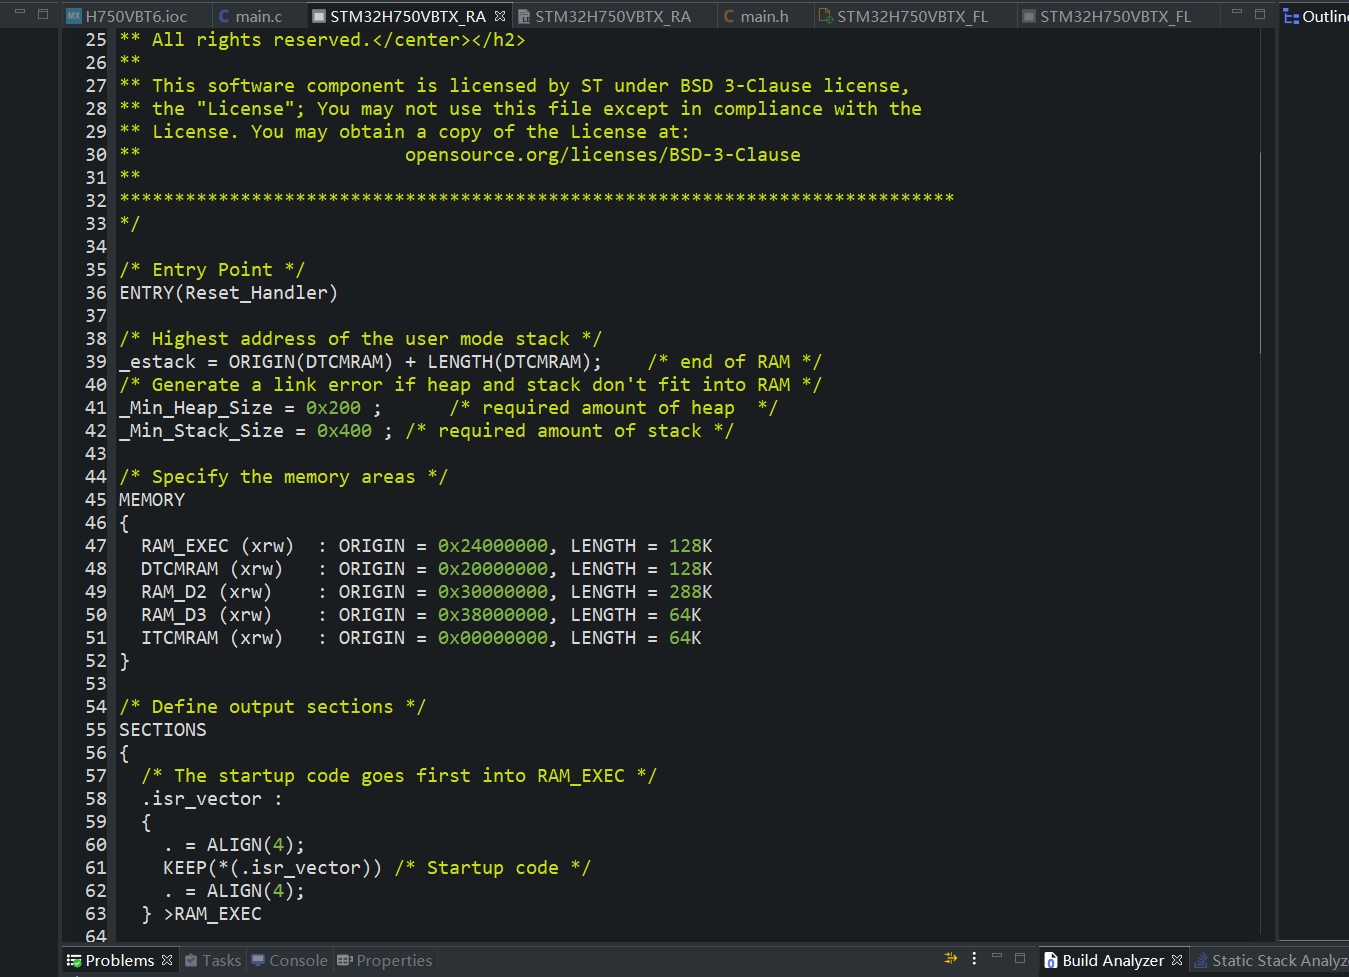 H750VBT6.ioc main.c STM32H750VBTX_RA STM32H750VBTX_RA main.h STM32H750VBTX_FL STM32H750VBTX_FL Outline
25 ** All rights reserved.</center></h2>
26 **
27 ** This software component is licensed by ST under BSD 3-Clause license,
28 ** the "License"; You may not use this file except in compliance with the
29 ** License. You may obtain a copy of the License at:
30 **                        opensource.org/licenses/BSD-3-Clause
31 **
32 ****************************************************************************
33 */
34
35 /* Entry Point */
36 ENTRY(Reset_Handler)
37
38 /* Highest address of the user mode stack */
39 _estack = ORIGIN(DTCMRAM) + LENGTH(DTCMRAM);    /* end of RAM */
40 /* Generate a link error if heap and stack don't fit into RAM */
41 _Min_Heap_Size = 0x200 ;      /* required amount of heap  */
42 _Min_Stack_Size = 0x400 ; /* required amount of stack */
43
44 /* Specify the memory areas */
45 MEMORY
46 {
47   RAM_EXEC (xrw)  : ORIGIN = 0x24000000, LENGTH = 128K
48   DTCMRAM (xrw)   : ORIGIN = 0x20000000, LENGTH = 128K
49   RAM_D2 (xrw)    : ORIGIN = 0x30000000, LENGTH = 288K
50   RAM_D3 (xrw)    : ORIGIN = 0x38000000, LENGTH = 64K
51   ITCMRAM (xrw)   : ORIGIN = 0x00000000, LENGTH = 64K
52 }
53
54 /* Define output sections */
55 SECTIONS
56 {
57   /* The startup code goes first into RAM_EXEC */
58   .isr_vector :
59   {
60     . = ALIGN(4);
61     KEEP(*(.isr_vector)) /* Startup code */
62     . = ALIGN(4);
63   } >RAM_EXEC
64
Problems Tasks Console Properties Build Analyzer Static Stack Analyz